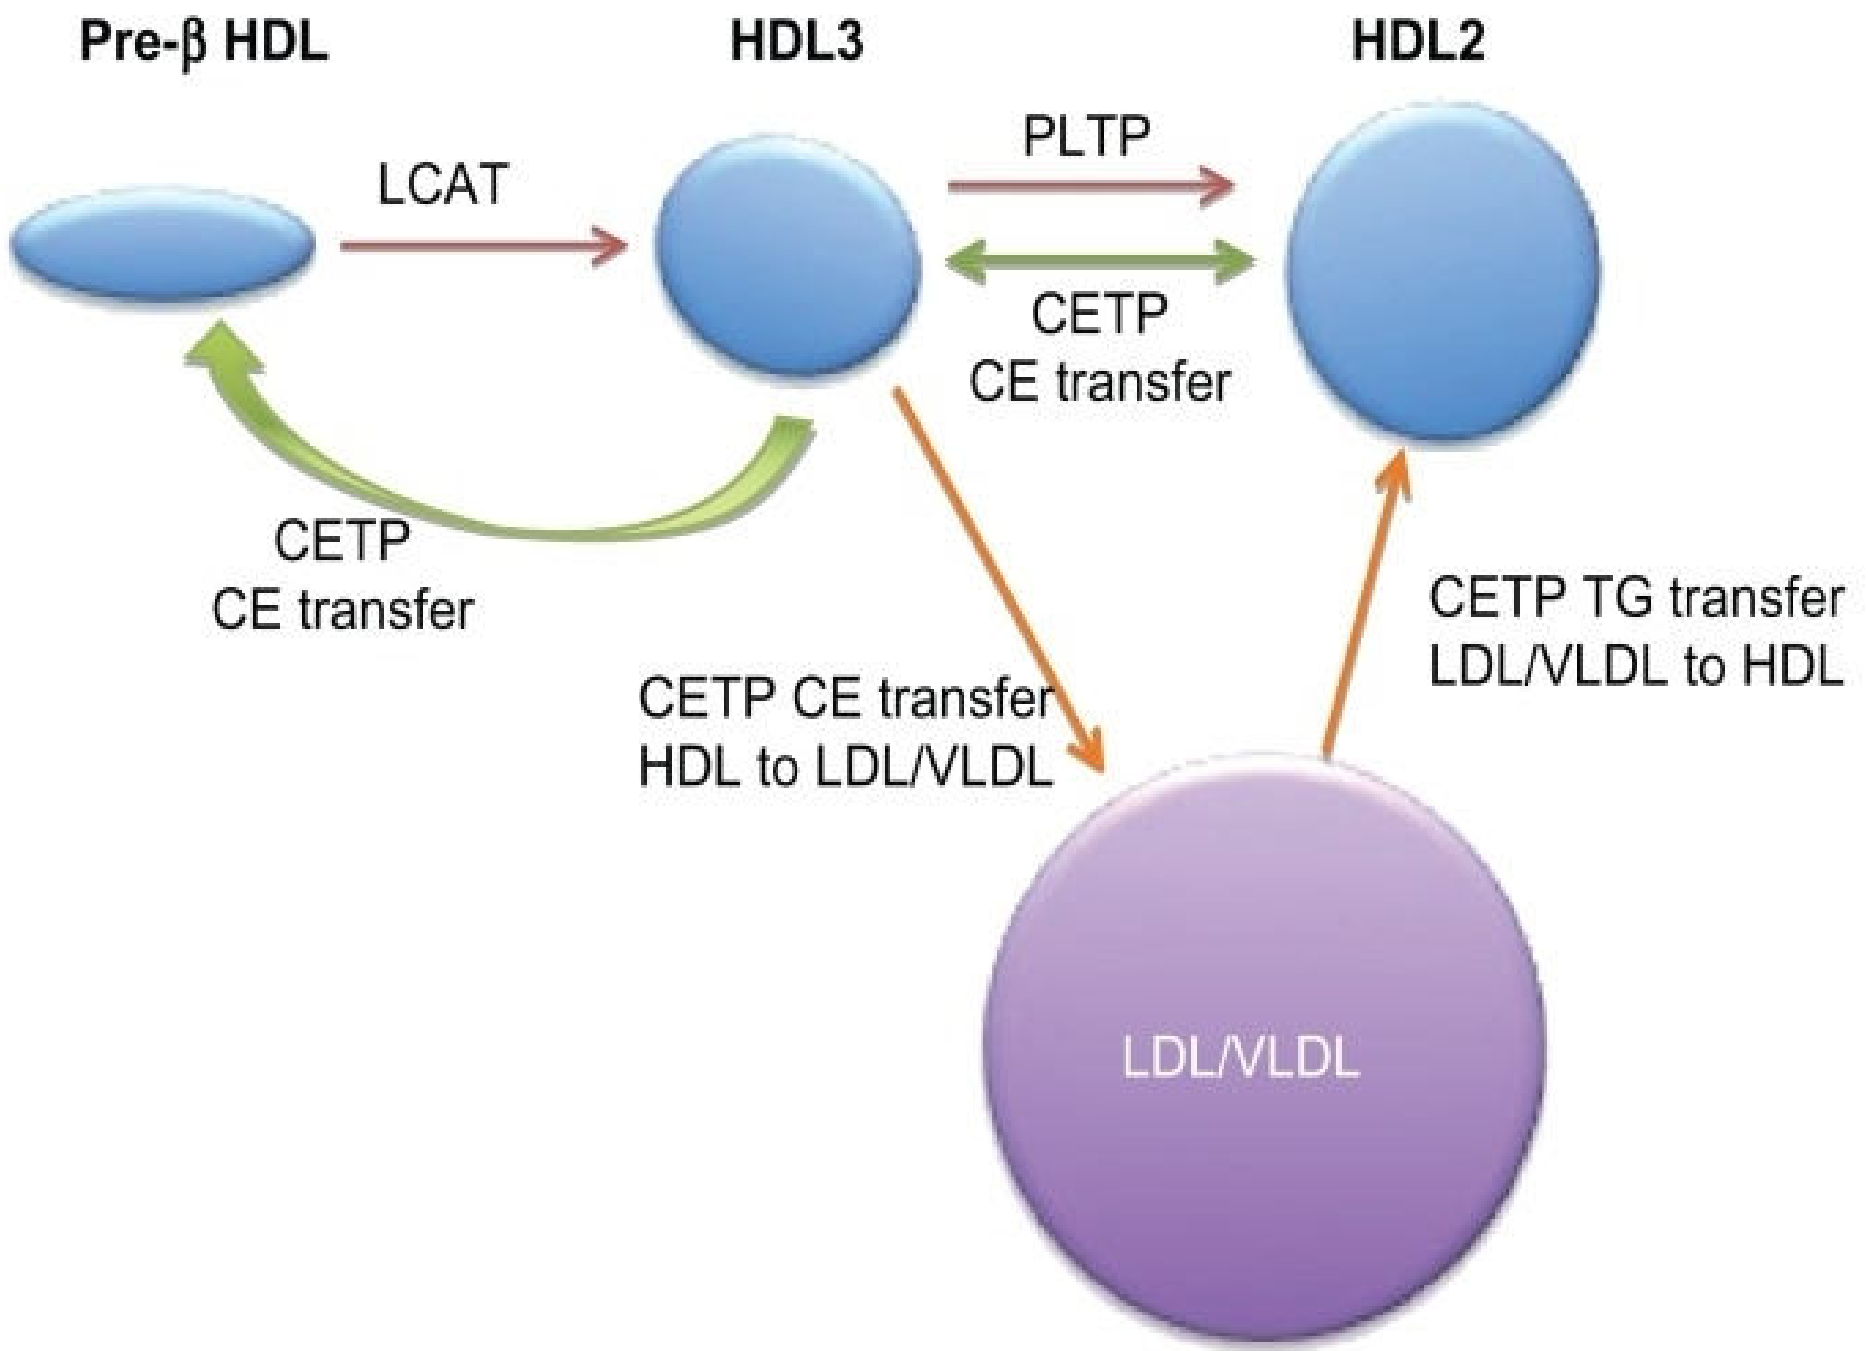 Pre-β HDL
HDL3
HDL2
LCAT
PLTP
CETP
CE transfer
CETP
CE transfer
CETP CE transfer
HDL to LDL/VLDL
CETP TG transfer
LDL/VLDL to HDL
LDL/VLDL